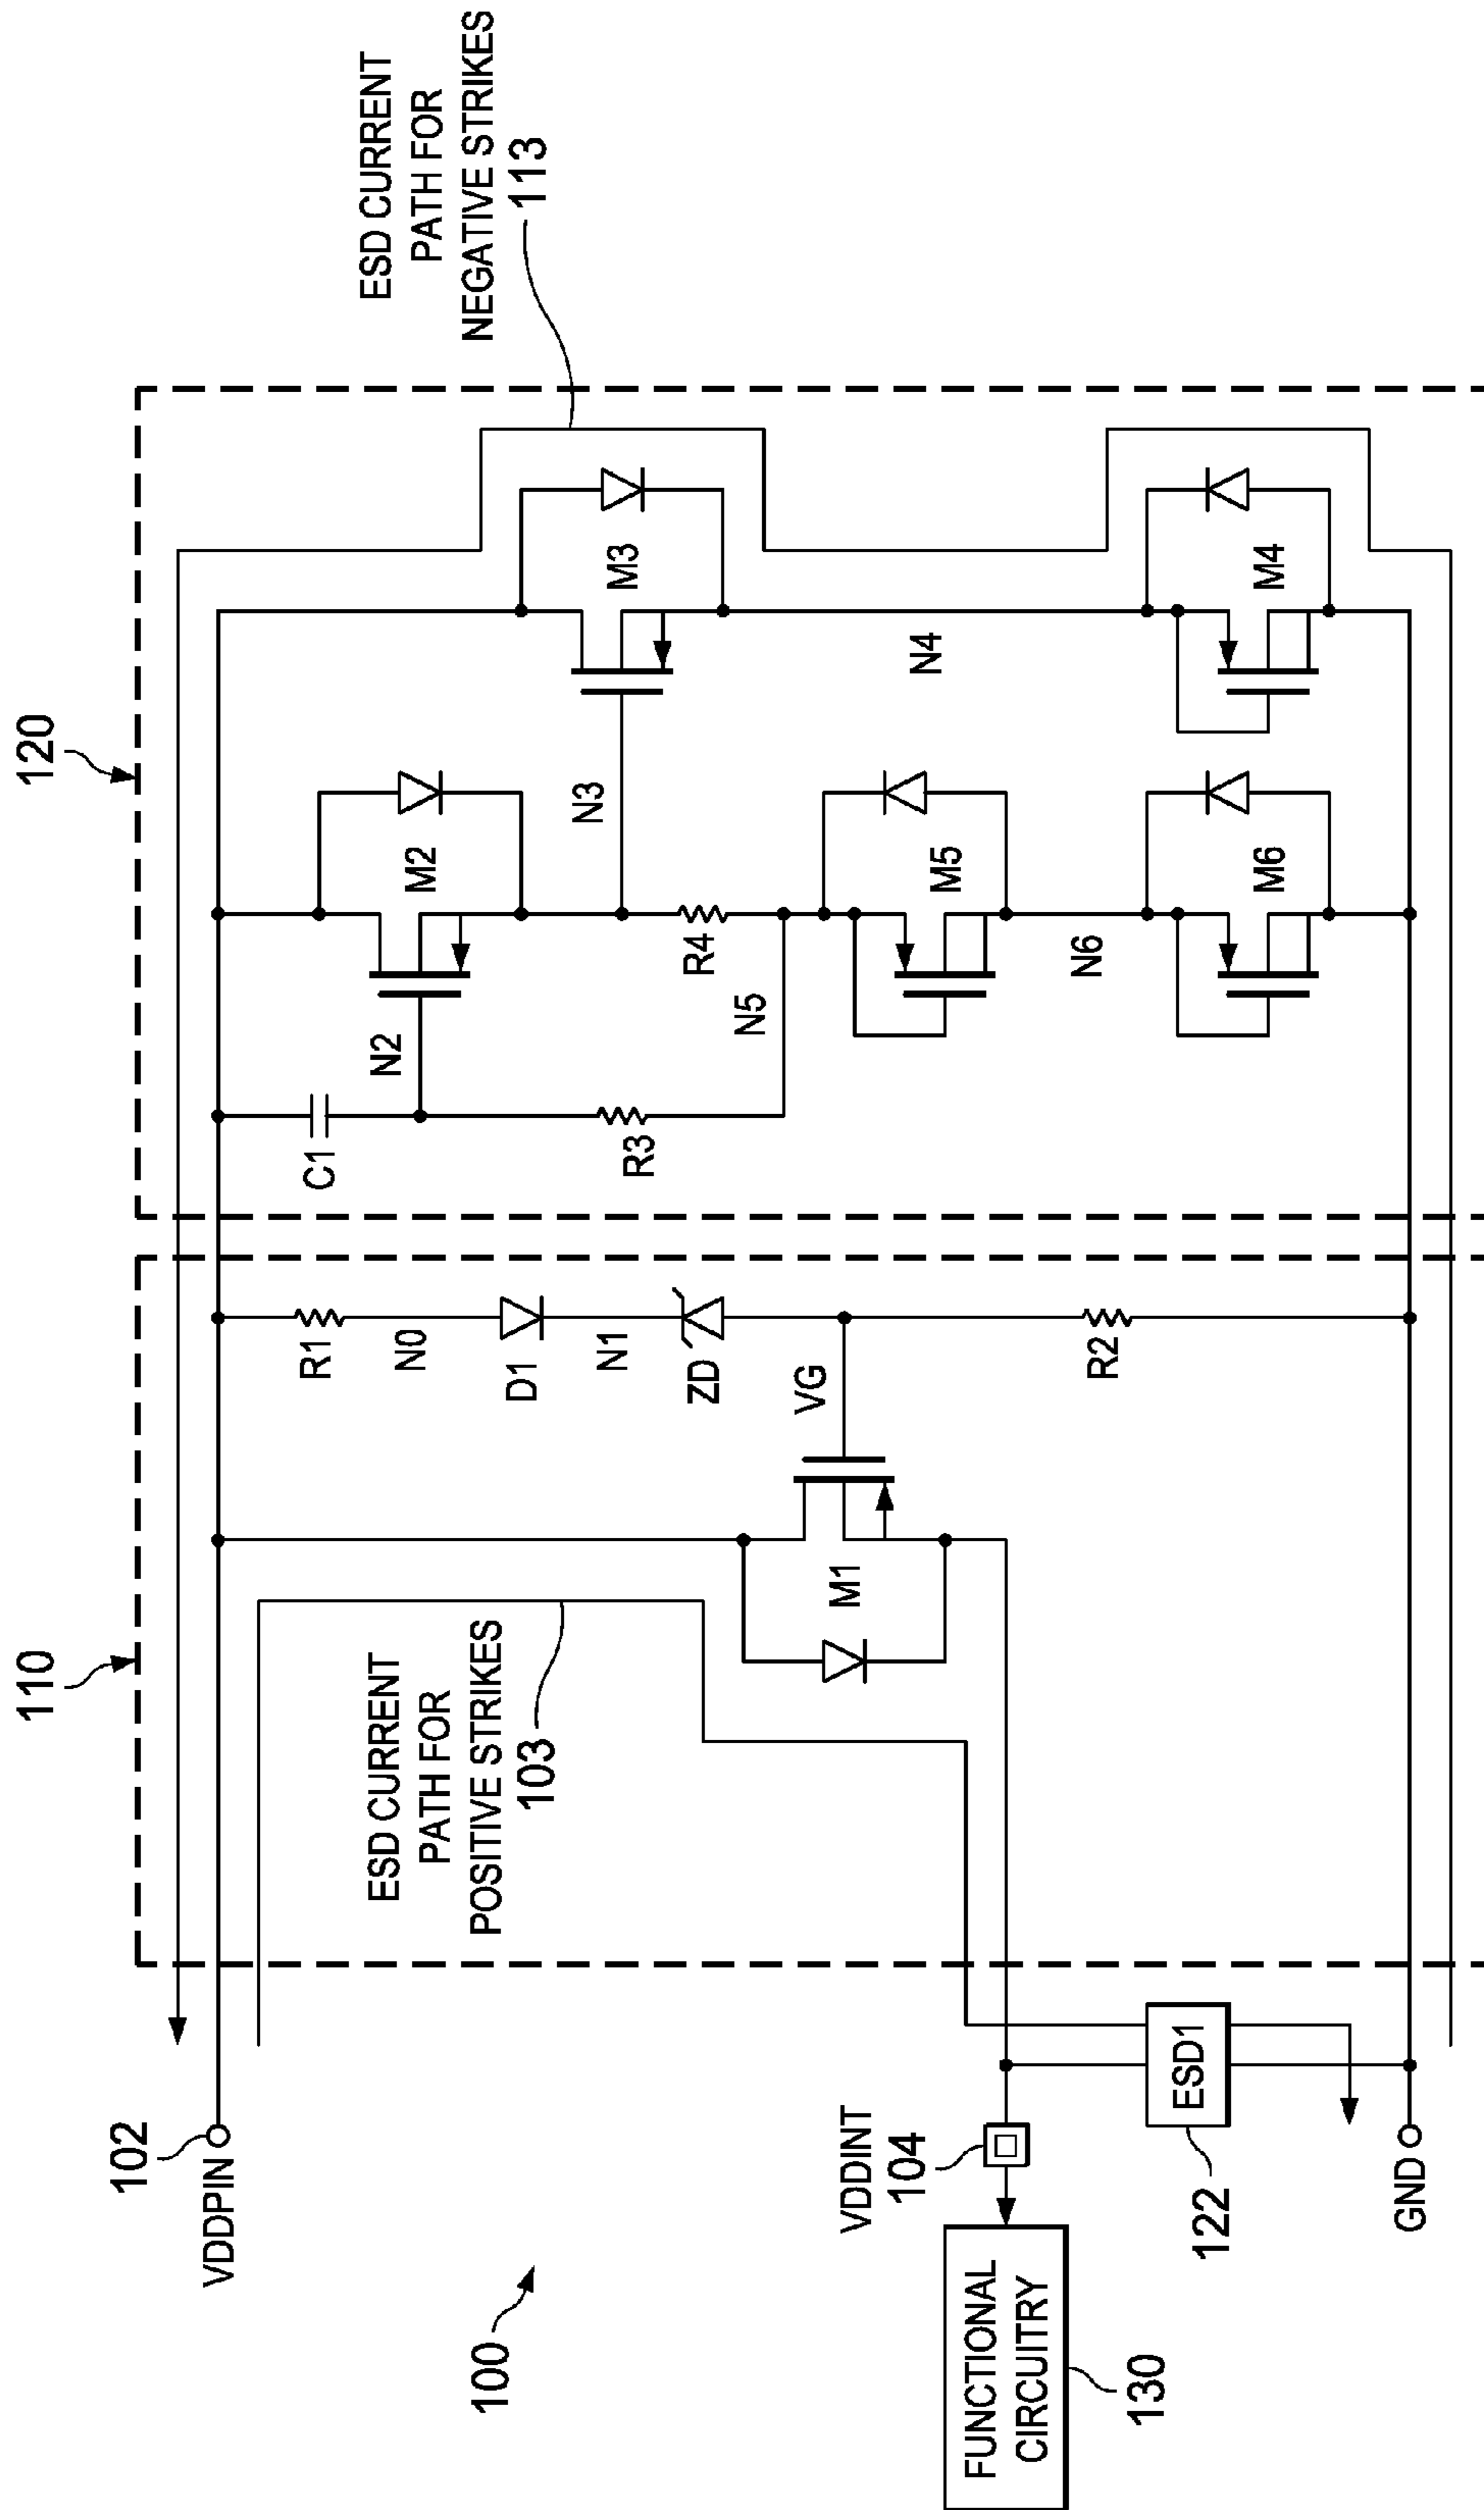 100
VDDPIN
102
110
120
ESD CURRENT
PATH FOR
POSITIVE STRIKES
103
ESD CURRENT
PATH FOR
NEGATIVE STRIKES
113
R1
N0
D1
N1
ZD
VG
M1
R2
C1
N2
M2
R3
N3
R4
N5
M3
N4
M5
N6
M6
M4
VDDINT
104
FUNCTIONAL
CIRCUITRY
130
ESD1
122
GND